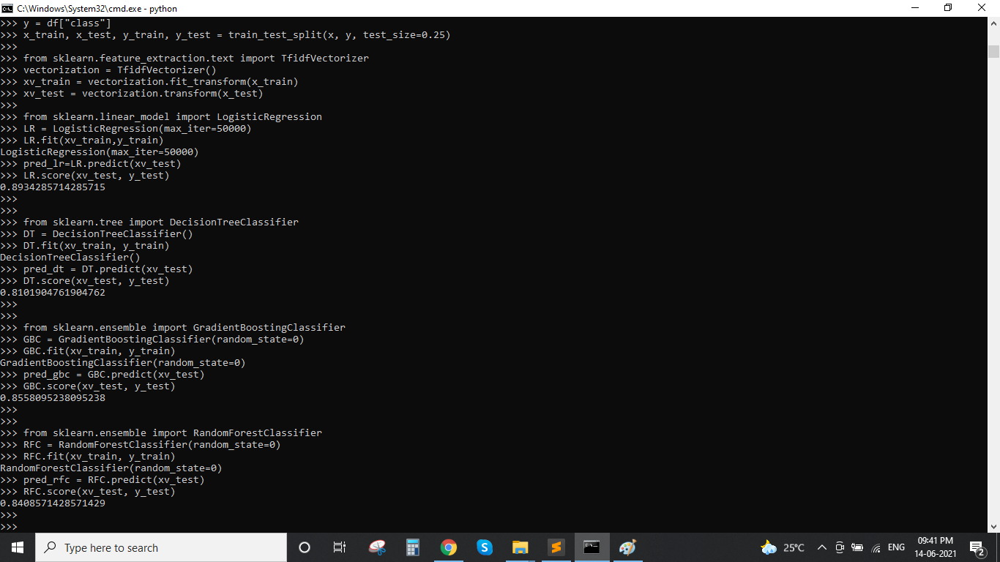 C:\Windows\System32\cmd.exe - python
>>> y = df["class"]
>>> x_train, x_test, y_train, y_test = train_test_split(x, y, test_size=0.25)
>>>
>>> from sklearn.feature_extraction.text import TfidfVectorizer
>>> vectorization = TfidfVectorizer()
>>> xv_train = vectorization.fit_transform(x_train)
>>> xv_test = vectorization.transform(x_test)
>>>
>>> from sklearn.linear_model import LogisticRegression
>>> LR = LogisticRegression(max_iter=50000)
>>> LR.fit(xv_train,y_train)
LogisticRegression(max_iter=50000)
>>> pred_lr=LR.predict(xv_test)
>>> LR.score(xv_test, y_test)
0.8934285714285715
>>>
>>>
>>> from sklearn.tree import DecisionTreeClassifier
>>> DT = DecisionTreeClassifier()
>>> DT.fit(xv_train, y_train)
DecisionTreeClassifier()
>>> pred_dt = DT.predict(xv_test)
>>> DT.score(xv_test, y_test)
0.8101904761904762
>>>
>>>
>>> from sklearn.ensemble import GradientBoostingClassifier
>>> GBC = GradientBoostingClassifier(random_state=0)
>>> GBC.fit(xv_train, y_train)
GradientBoostingClassifier(random_state=0)
>>> pred_gbc = GBC.predict(xv_test)
>>> GBC.score(xv_test, y_test)
0.8558095238095238
>>>
>>>
>>> from sklearn.ensemble import RandomForestClassifier
>>> RFC = RandomForestClassifier(random_state=0)
>>> RFC.fit(xv_train, y_train)
RandomForestClassifier(random_state=0)
>>> pred_rfc = RFC.predict(xv_test)
>>> RFC.score(xv_test, y_test)
0.8408571428571429
>>>
>>>
Type here to search
25°C
ENG
09:41 PM
14-06-2021
2